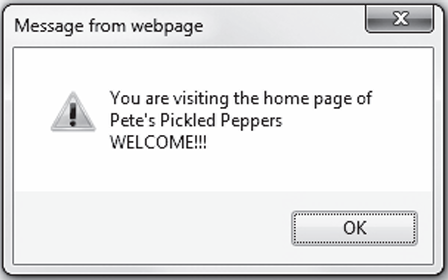 Message from webpage
You are visiting the home page of
Pete's Pickled Peppers
WELCOME!!!
OK